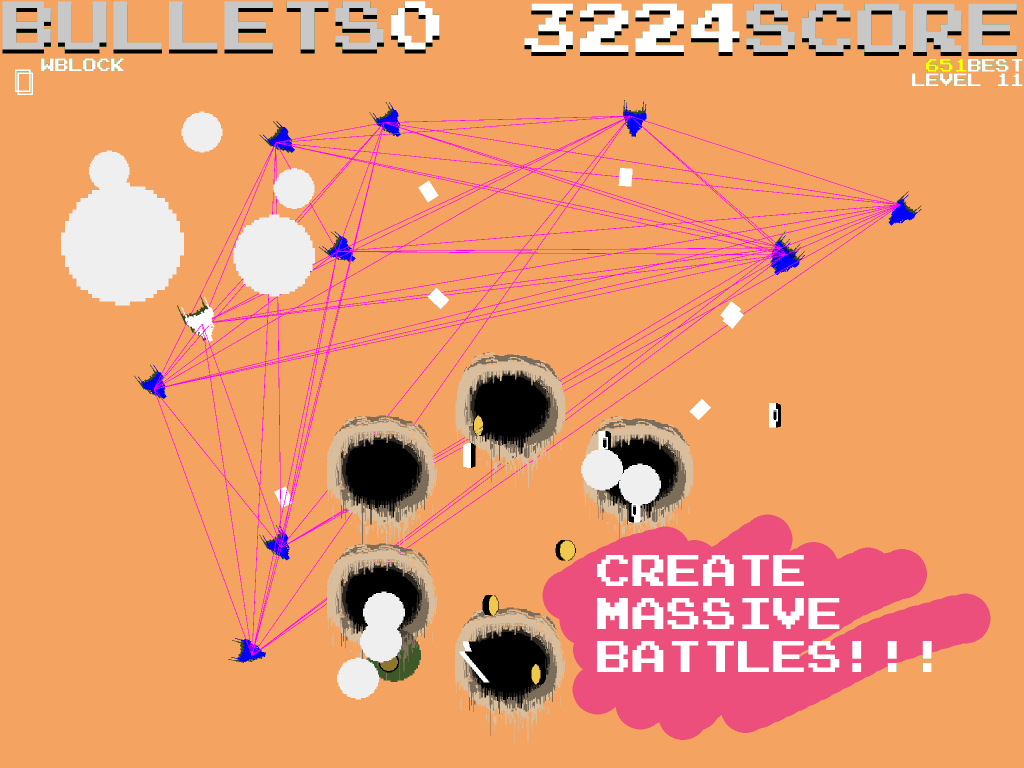 BULLETS0
3224SCORE
WBLOCK
651BEST
LEVEL 11
CREATE
MASSIVE
BATTLES!!!